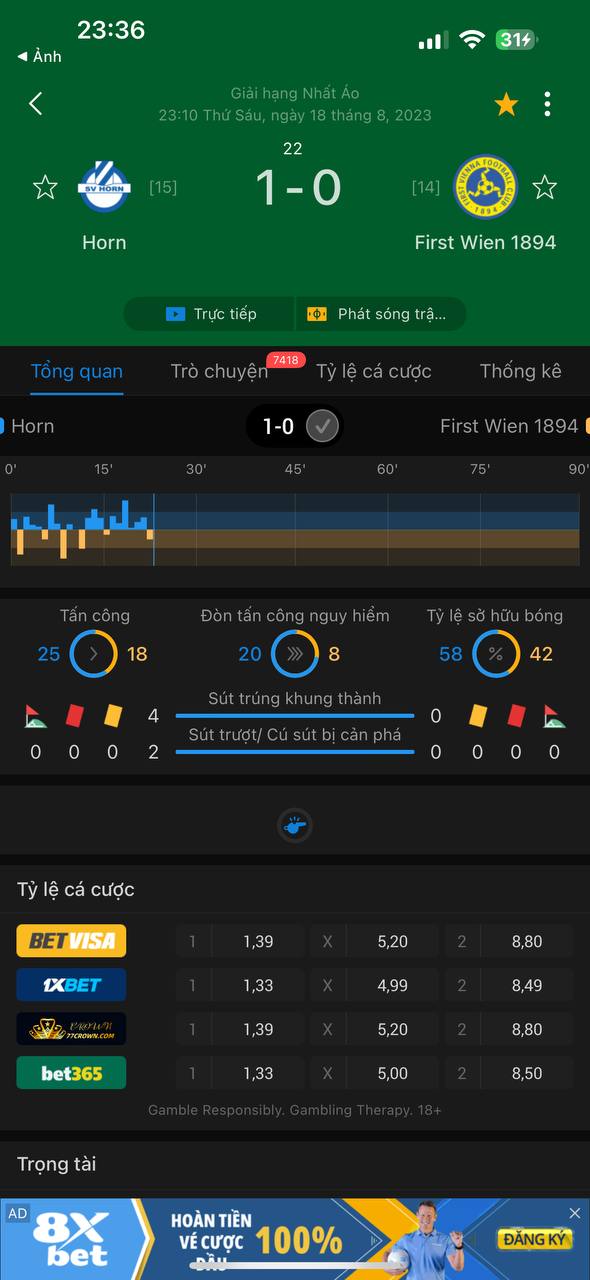 23:36
31
◀ Ảnh
Giải hạng Nhất Áo
23:10 Thứ Sáu, ngày 18 tháng 8, 2023
22
SV HORN
[15]
1-0
[14]
FIRST VIENNA FOOTBALL CLUB
1894
Horn
First Wien 1894
Trực tiếp
Phát sóng trậ...
Tổng quan
Trò chuyện
7418
Tỷ lệ cá cược
Thống kê
Horn
1-0
First Wien 1894
0' 15' 30' 45' 60' 75' 90'
Tấn công
Đòn tấn công nguy hiểm
Tỷ lệ sở hữu bóng
25 18 20 8 58 % 42
Sút trúng khung thành
4 0
Sút trượt/ Cú sút bị cản phá
0 0 0 2 0 0 0 0
Tỷ lệ cá cược
BETVISA 1 1,39 X 5,20 2 8,80
1XBET 1 1,33 X 4,99 2 8,49
CROWN
77CROWN.COM
1 1,39 X 5,20 2 8,80
bet365 1 1,33 X 5,00 2 8,50
Gamble Responsibly. Gambling Therapy. 18+
Trọng tài
AD
8X
bet
HOÀN TIỀN
VÉ CƯỢC
ĐẦU
100%
ĐĂNG KÝ